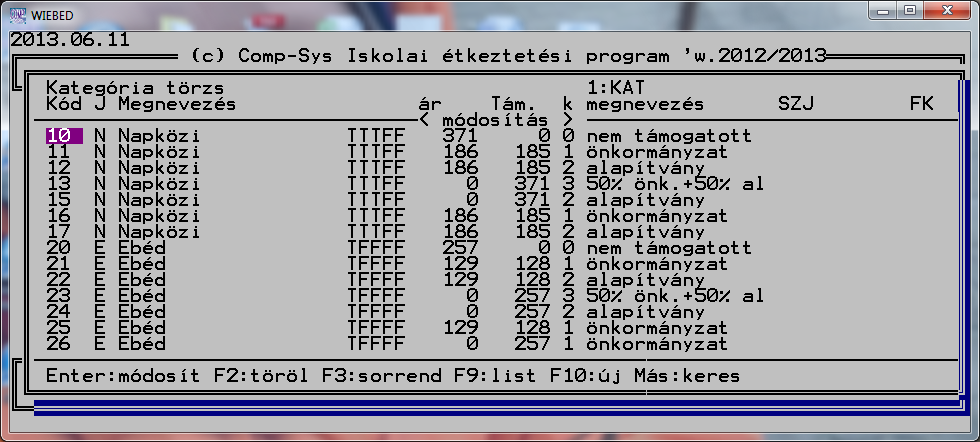 WIEBED
2013.06.11
(c) Comp-Sys Iskolai étkeztetési program 'w.2012/2013
Kategória törzs 1:KAT
Kód J Megnevezés ár Tám. k megnevezés SZJ FK
< módosítás >
10 N Napközi TTTFF 371 0 0 nem támogatott
11 N Napközi TTTFF 186 185 1 önkormányzat
12 N Napközi TTTFF 186 185 2 alapítvány
13 N Napközi TTTFF 0 371 3 50% önk.+50% al
15 N Napközi TTTFF 0 371 2 alapítvány
16 N Napközi TTTFF 186 185 1 önkormányzat
17 N Napközi TTTFF 186 185 2 alapítvány
20 E Ebéd TFFFF 257 0 0 nem támogatott
21 E Ebéd TFFFF 129 128 1 önkormányzat
22 E Ebéd TFFFF 129 128 2 alapítvány
23 E Ebéd TFFFF 0 257 3 50% önk.+50% al
24 E Ebéd TFFFF 0 257 2 alapítvány
25 E Ebéd TFFFF 129 128 1 önkormányzat
26 E Ebéd TFFFF 0 257 1 önkormányzat
Enter:módosít F2:töröl F3:sorrend F9:list F10:új Más:keres